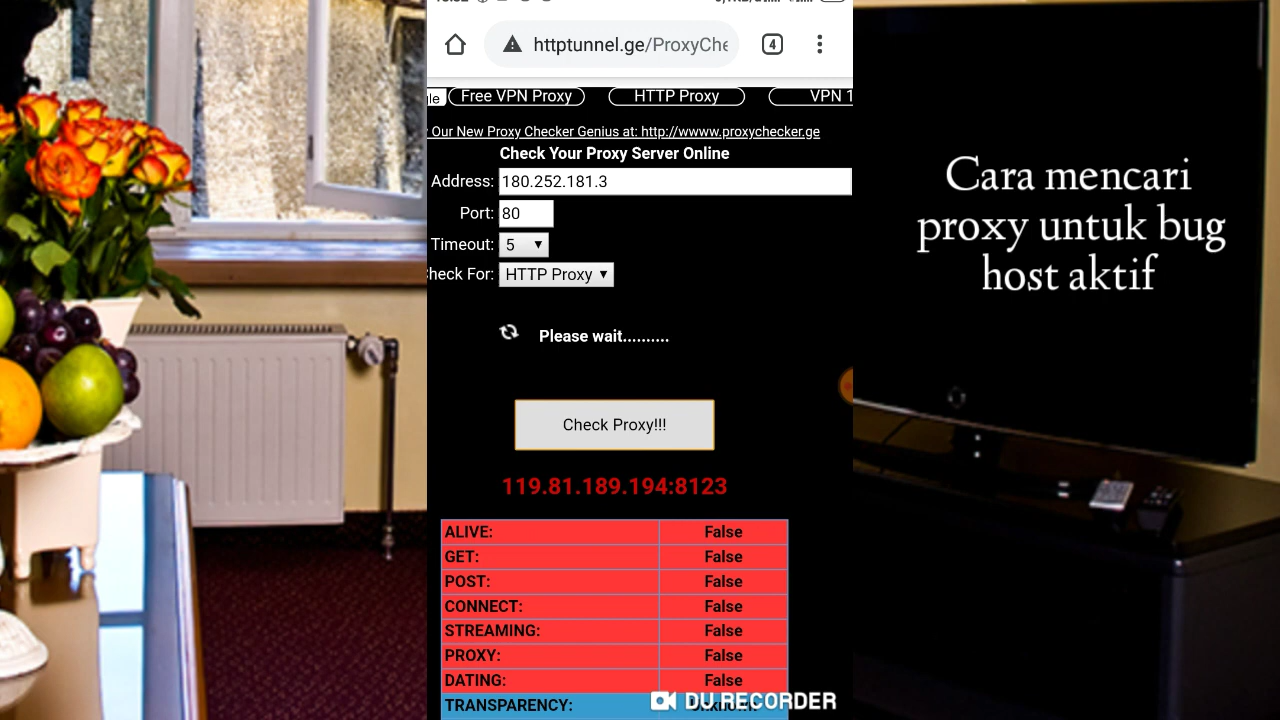 httptunnel.ge/ProxyChe
4
Free VPN Proxy
HTTP Proxy
VPN 1
Our New Proxy Checker Genius at: http://wwww.proxychecker.ge
Check Your Proxy Server Online
Address: 180.252.181.3
Port: 80
Timeout: 5
heck For: HTTP Proxy
Please wait..........
Check Proxy!!!
119.81.189.194:8123
ALIVE: False
GET: False
POST: False
CONNECT: False
STREAMING: False
PROXY: False
DATING: False
TRANSPARENCY:
DU RECORDER
Cara mencari
proxy untuk bug
host aktif